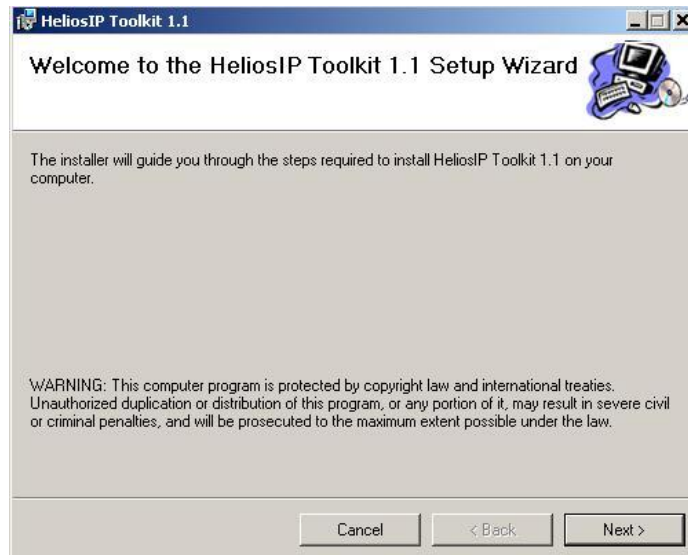 HeliosIP Toolkit 1.1
Welcome to the HeliosIP Toolkit 1.1 Setup Wizard
The installer will guide you through the steps required to install HeliosIP Toolkit 1.1 on your
computer.
WARNING: This computer program is protected by copyright law and international treaties.
Unauthorized duplication or distribution of this program, or any portion of it, may result in severe civil
or criminal penalties, and will be prosecuted to the maximum extent possible under the law.
Cancel < Back Next >